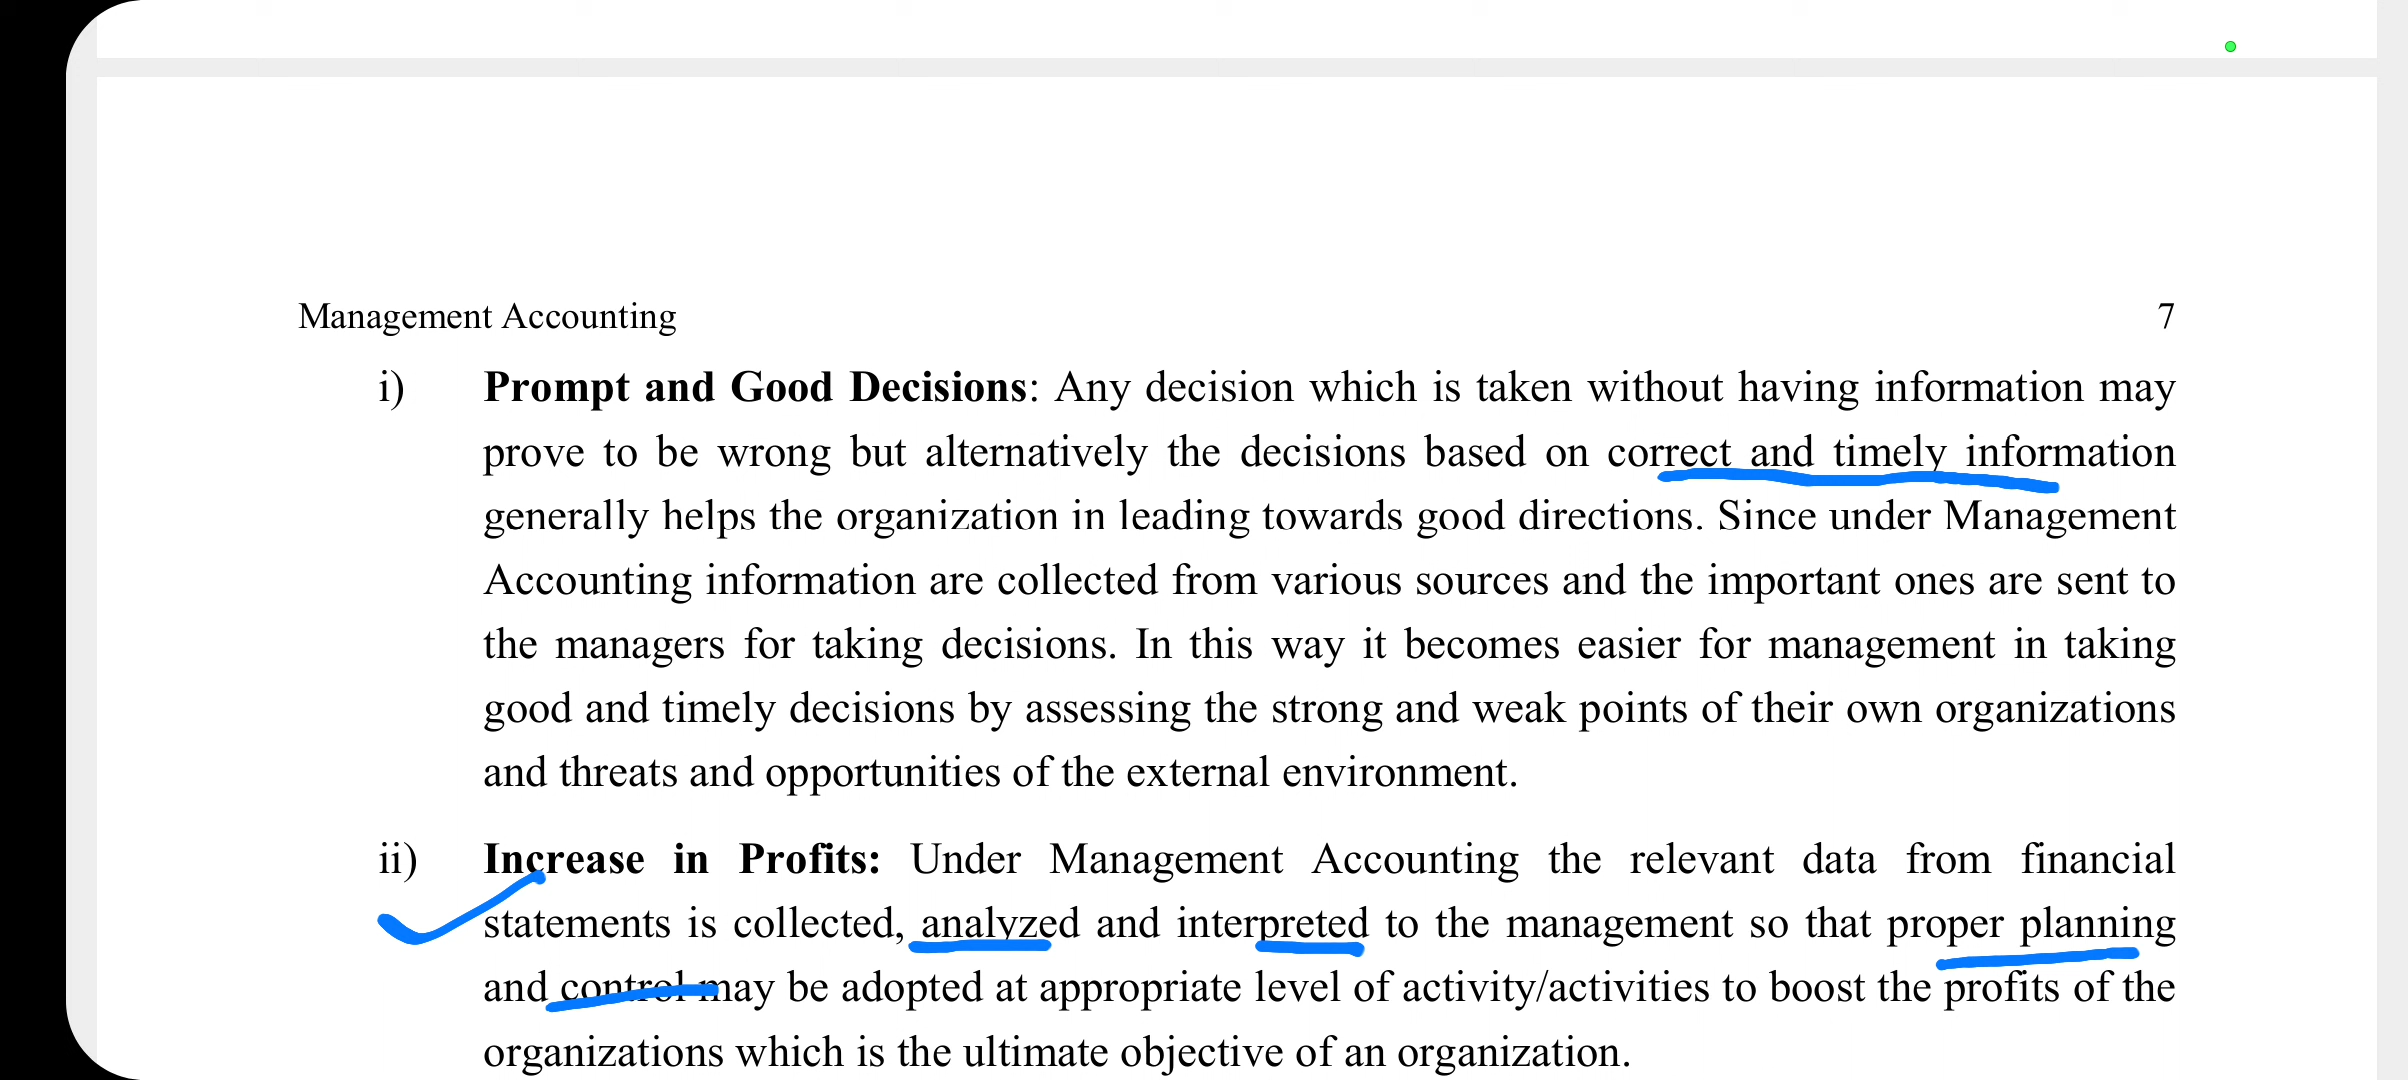 Management Accounting 7
i) Prompt and Good Decisions: Any decision which is taken without having information may
prove to be wrong but alternatively the decisions based on correct and timely information
generally helps the organization in leading towards good directions. Since under Management
Accounting information are collected from various sources and the important ones are sent to
the managers for taking decisions. In this way it becomes easier for management in taking
good and timely decisions by assessing the strong and weak points of their own organizations
and threats and opportunities of the external environment.
ii) Increase in Profits: Under Management Accounting the relevant data from financial
statements is collected, analyzed and interpreted to the management so that proper planning
and control may be adopted at appropriate level of activity/activities to boost the profits of the
organizations which is the ultimate objective of an organization.